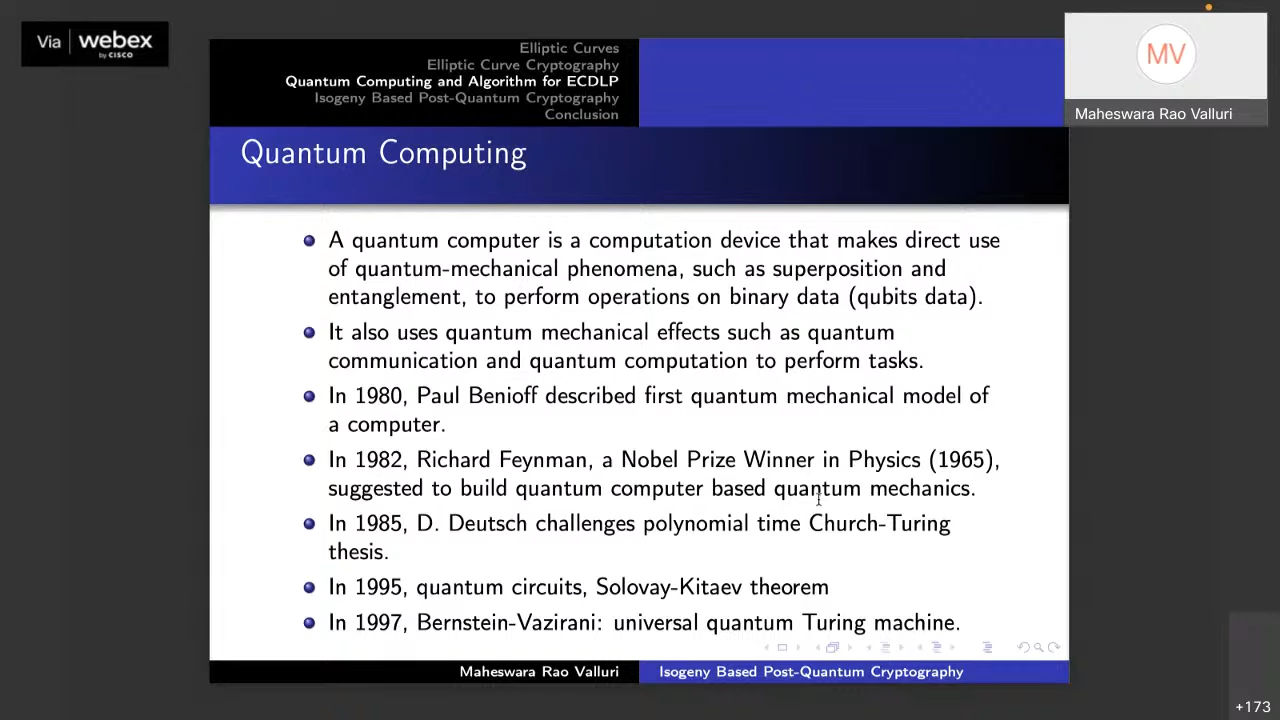 Via webex
by CISCO
MV
Maheswara Rao Valluri
Elliptic Curves
Elliptic Curve Cryptography
Quantum Computing and Algorithm for ECDLP
Isogeny Based Post-Quantum Cryptography
Conclusion
Quantum Computing
A quantum computer is a computation device that makes direct use
of quantum-mechanical phenomena, such as superposition and
entanglement, to perform operations on binary data (qubits data).
It also uses quantum mechanical effects such as quantum
communication and quantum computation to perform tasks.
In 1980, Paul Benioff described first quantum mechanical model of
a computer.
In 1982, Richard Feynman, a Nobel Prize Winner in Physics (1965),
suggested to build quantum computer based quantum mechanics.
In 1985, D. Deutsch challenges polynomial time Church-Turing
thesis.
In 1995, quantum circuits, Solovay-Kitaev theorem
In 1997, Bernstein-Vazirani: universal quantum Turing machine.
Maheswara Rao Valluri
Isogeny Based Post-Quantum Cryptography
+173